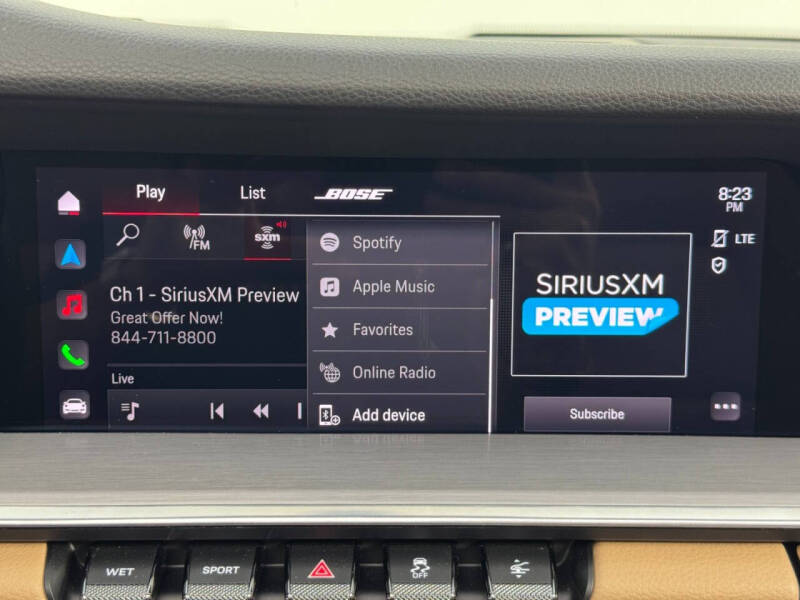 Play
List
BOSE
8:23
PM
FM
sxm
LTE
Spotify
Apple Music
Favorites
Online Radio
Add device
Ch 1 - SiriusXM Preview
Great Offer Now!
844-711-8800
Live
SIRIUSXM
PREVIEW
Subscribe
WET
SPORT
OFF